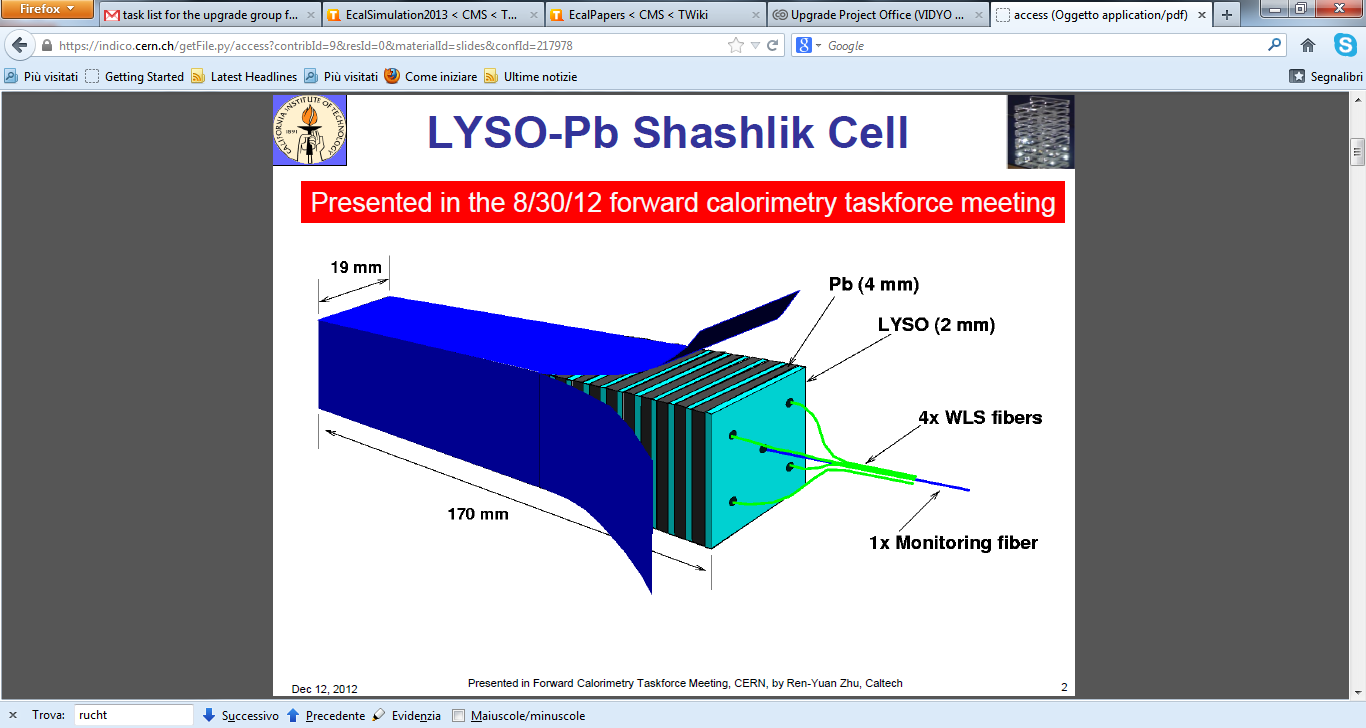 Firefox
task list for the upgrade group f...
EcalSimulation2013 < CMS < T...
EcalPapers < CMS < TWiki
Upgrade Project Office (VIDYO ...
access (Oggetto application/pdf)
https://indico.cern.ch/getFile.py/access?contribId=9&resId=0&materialId=slides&confId=217978
Google
Più visitati
Getting Started
Latest Headlines
Più visitati
Come iniziare
Ultime notizie
Segnalibri
LYSO-Pb Shashlik Cell
Presented in the 8/30/12 forward calorimetry taskforce meeting
19 mm
Pb (4 mm)
LYSO (2 mm)
4x WLS fibers
170 mm
1x Monitoring fiber
Dec 12, 2012
Presented in Forward Calorimetry Taskforce Meeting, CERN, by Ren-Yuan Zhu, Caltech
2
Trova:
rucht
Successivo
Precedente
Evidenzia
Maiuscole/minuscole